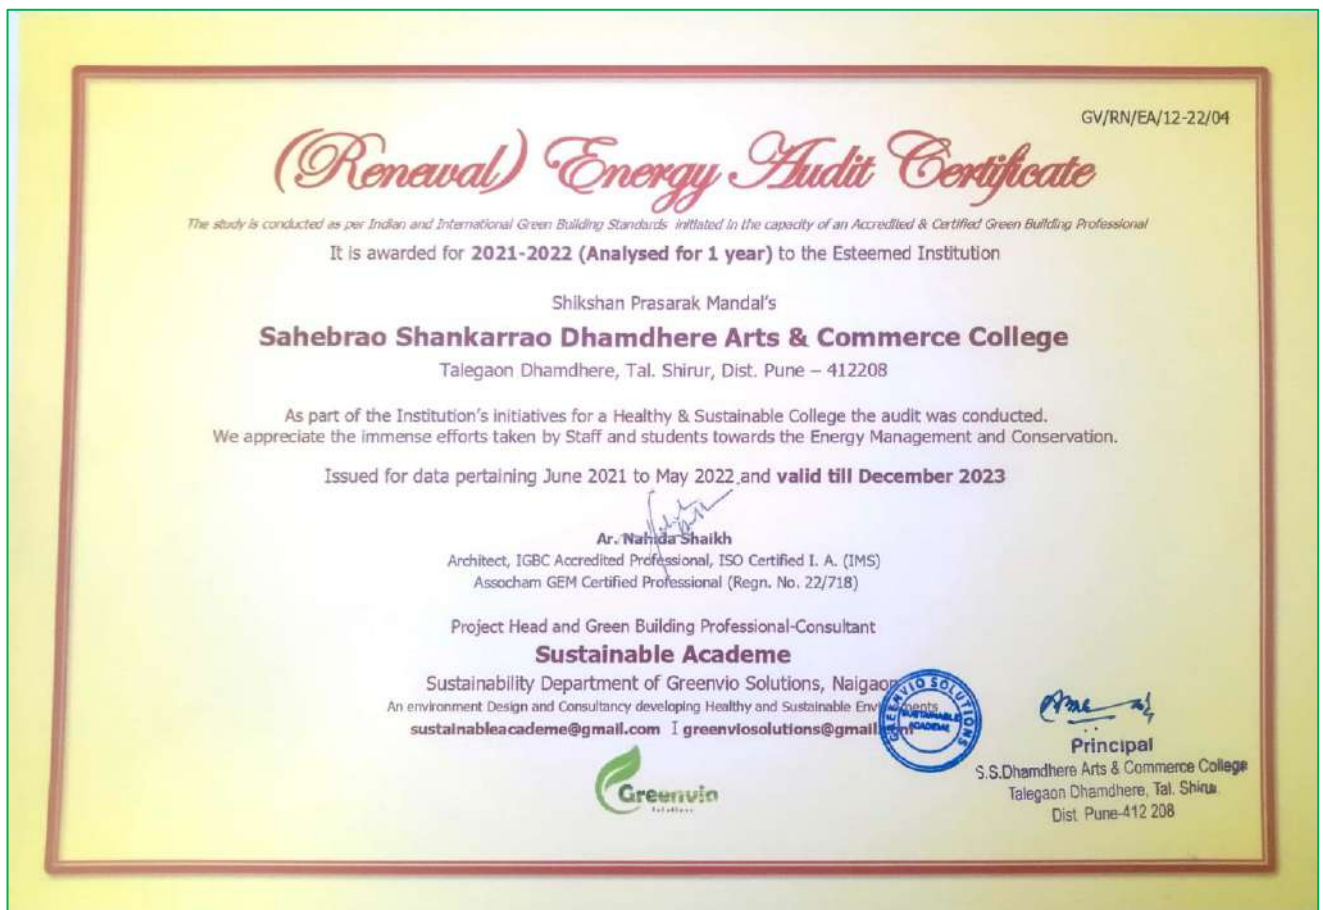 GV/RN/EA/12-22/04
(Renewal) Energy Audit Certificate
The study is conducted as per Indian and International Green Building Standards initiated in the capacity of an Accredited & Certified Green Building Professional
It is awarded for 2021-2022 (Analysed for 1 year) to the Esteemed Institution
Shikshan Prasarak Mandal's
Sahebrao Shankarrao Dhamdhere Arts & Commerce College
Talegaon Dhamdhere, Tal. Shirur, Dist. Pune – 412208
As part of the Institution's initiatives for a Healthy & Sustainable College the audit was conducted.
We appreciate the immense efforts taken by Staff and students towards the Energy Management and Conservation.
Issued for data pertaining June 2021 to May 2022 and valid till December 2023
Ar. Nahida Shaikh
Architect, IGBC Accredited Professional, ISO Certified I. A. (IMS)
Assocham GEM Certified Professional (Regn. No. 22/718)
Project Head and Green Building Professional-Consultant
Sustainable Academe
Sustainability Department of Greenvio Solutions, Naigaon
An environment Design and Consultancy developing Healthy and Sustainable Environments
sustainableacademe@gmail.com I greenviosolutions@gmail.com
GREENVIO SOLUTIONS
SUSTAINABLE
ACADEME
Greenvio
Solutions
Principal
S.S.Dhamdhere Arts & Commerce College
Talegaon Dhamdhere, Tal. Shirur
Dist Pune-412 208